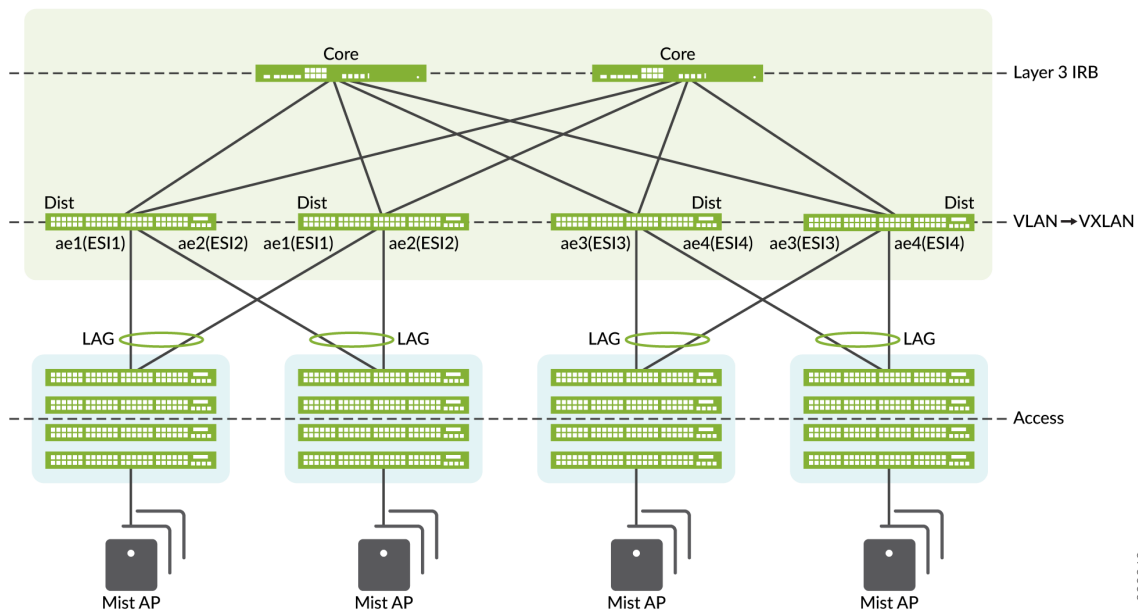 Core
Core
Layer 3 IRB
Dist
Dist
Dist
Dist
VLAN → VXLAN
ae1(ESI1)
ae2(ESI2)
ae1(ESI1)
ae2(ESI2)
ae3(ESI3)
ae4(ESI4)
ae3(ESI3)
ae4(ESI4)
LAG
LAG
LAG
LAG
Access
Mist AP
Mist AP
Mist AP
Mist AP